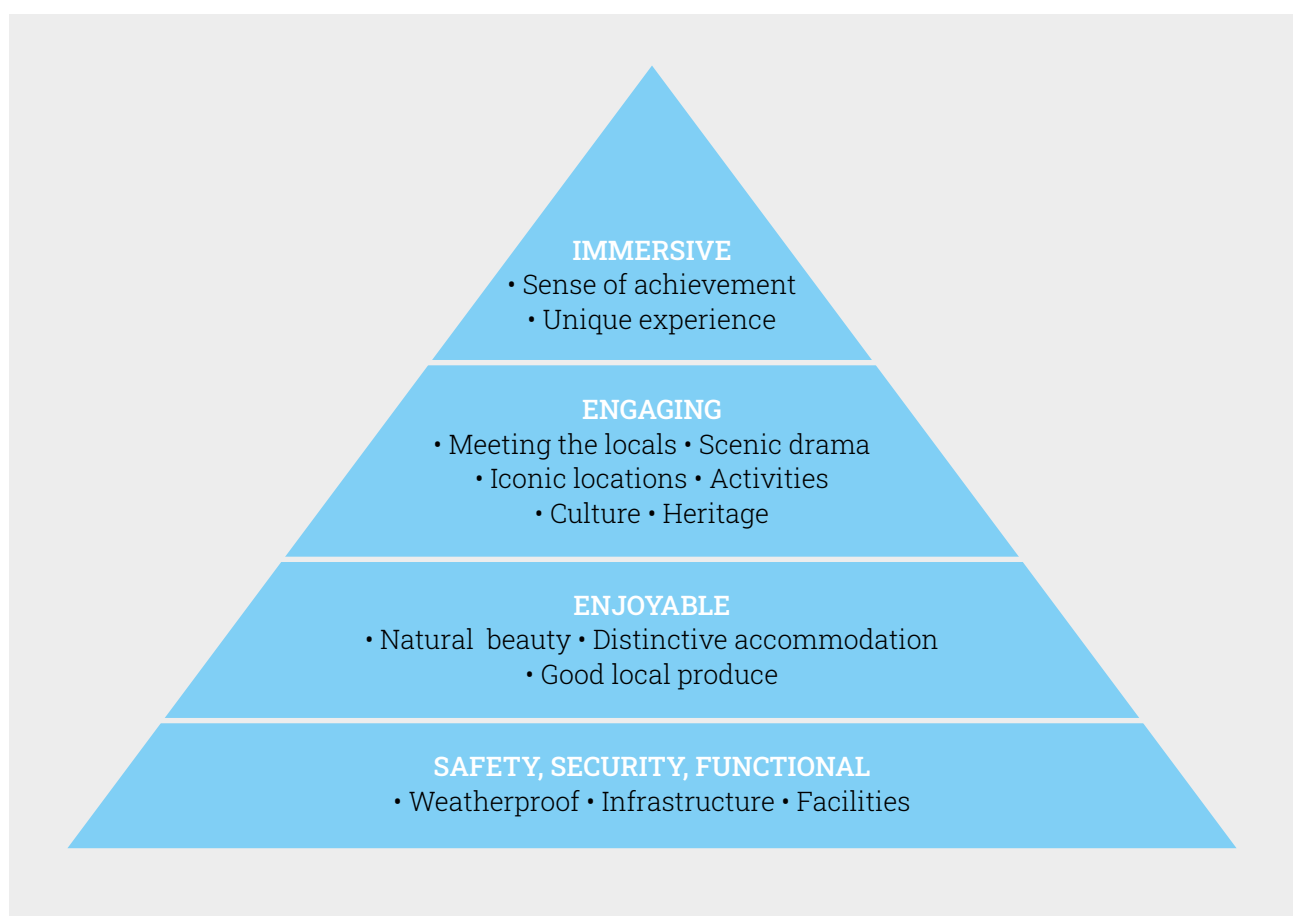 IMMERSIVE
• Sense of achievement
• Unique experience
ENGAGING
• Meeting the locals • Scenic drama
• Iconic locations • Activities
• Culture • Heritage
ENJOYABLE
• Natural  beauty • Distinctive accommodation
• Good local produce
SAFETY, SECURITY, FUNCTIONAL
• Weatherproof • Infrastructure • Facilities